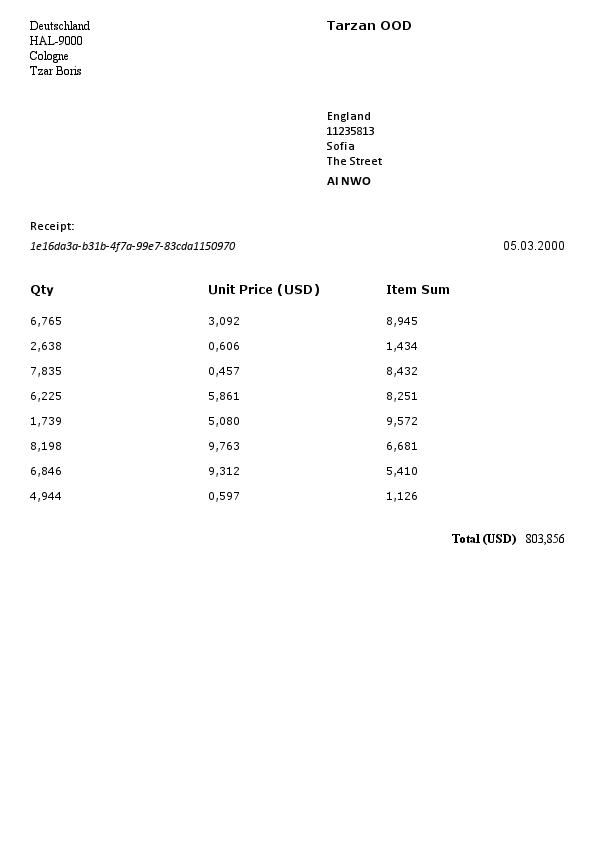 Deutschland
HAL-9000
Cologne
Tzar Boris
Tarzan OOD
England
11235813
Sofia
The Street
AI NWO
Receipt:
1e16da3a-b31b-4f7a-99e7-83cda1150970 05.03.2000
Qty Unit Price (USD) Item Sum
6,765 3,092 8,945
2,638 0,606 1,434
7,835 0,457 8,432
6,225 5,861 8,251
1,739 5,080 9,572
8,198 9,763 6,681
6,846 9,312 5,410
4,944 0,597 1,126
Total (USD) 803,856